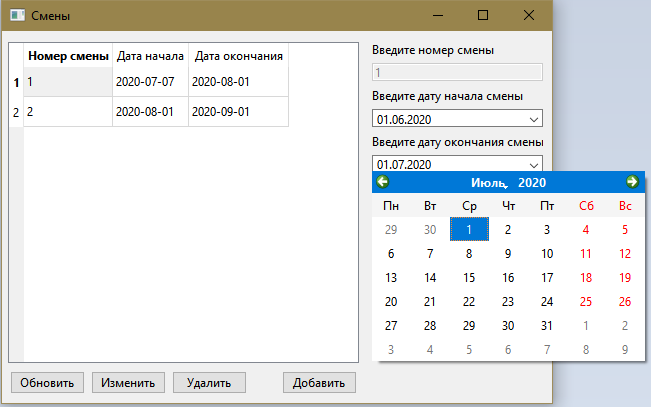 Смены
Номер смены Дата начала Дата окончания
1 1 2020-07-07 2020-08-01
2 2 2020-08-01 2020-09-01
Обновить Изменить Удалить Добавить
Введите номер смены
1
Введите дату начала смены
01.06.2020
Введите дату окончания смены
01.07.2020
Июль, 2020
Пн Вт Ср Чт Пт Сб Вс
29 30 1 2 3 4 5
6 7 8 9 10 11 12
13 14 15 16 17 18 19
20 21 22 23 24 25 26
27 28 29 30 31 1 2
3 4 5 6 7 8 9